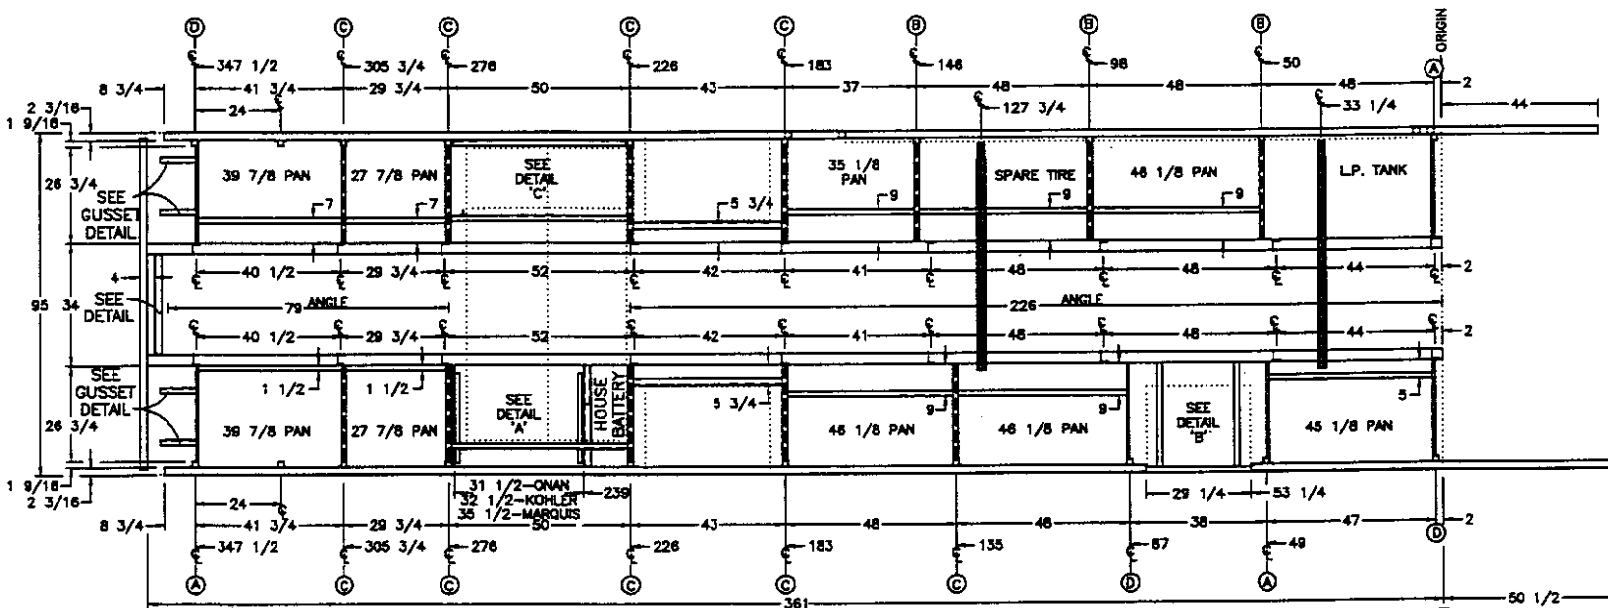 D C C C C B B B ORIGIN
A
347 1/2 305 3/4 276 226 183 146 98 50
8 3/4 41 3/4 29 3/4 50 43 37 48 48 48 2
24 127 3/4 33 1/4 44
2 3/16
1 9/16
39 7/8 PAN 27 7/8 PAN SEE DETAIL 'C' 35 1/8 PAN SPARE TIRE 46 1/8 PAN L.P. TANK
26 3/4
SEE GUSSET DETAIL
7 7 5 3/4 9 9 9
40 1/2 29 3/4 52 42 41 48 48 44 2
4
SEE DETAIL
95 34
79 ANGLE 226 ANGLE
40 1/2 29 3/4 52 42 41 48 48 44 2
SEE GUSSET DETAIL
1 1/2 1 1/2 5 3/4 9 9 5
26 3/4
39 7/8 PAN 27 7/8 PAN SEE DETAIL 'A' HOUSE BATTERY 46 1/8 PAN 46 1/8 PAN SEE DETAIL 'B' 45 1/8 PAN
1 9/16
2 3/16
31 1/2-ONAN 239 29 1/4 53 1/4
32 1/2-KOHLER
35 1/2-MARQUIS
24
8 3/4 41 3/4 29 3/4 50 43 48 48 38 47 2
347 1/2 305 3/4 276 226 183 135 87 49 D
A C C C C C D A
361 50 1/2